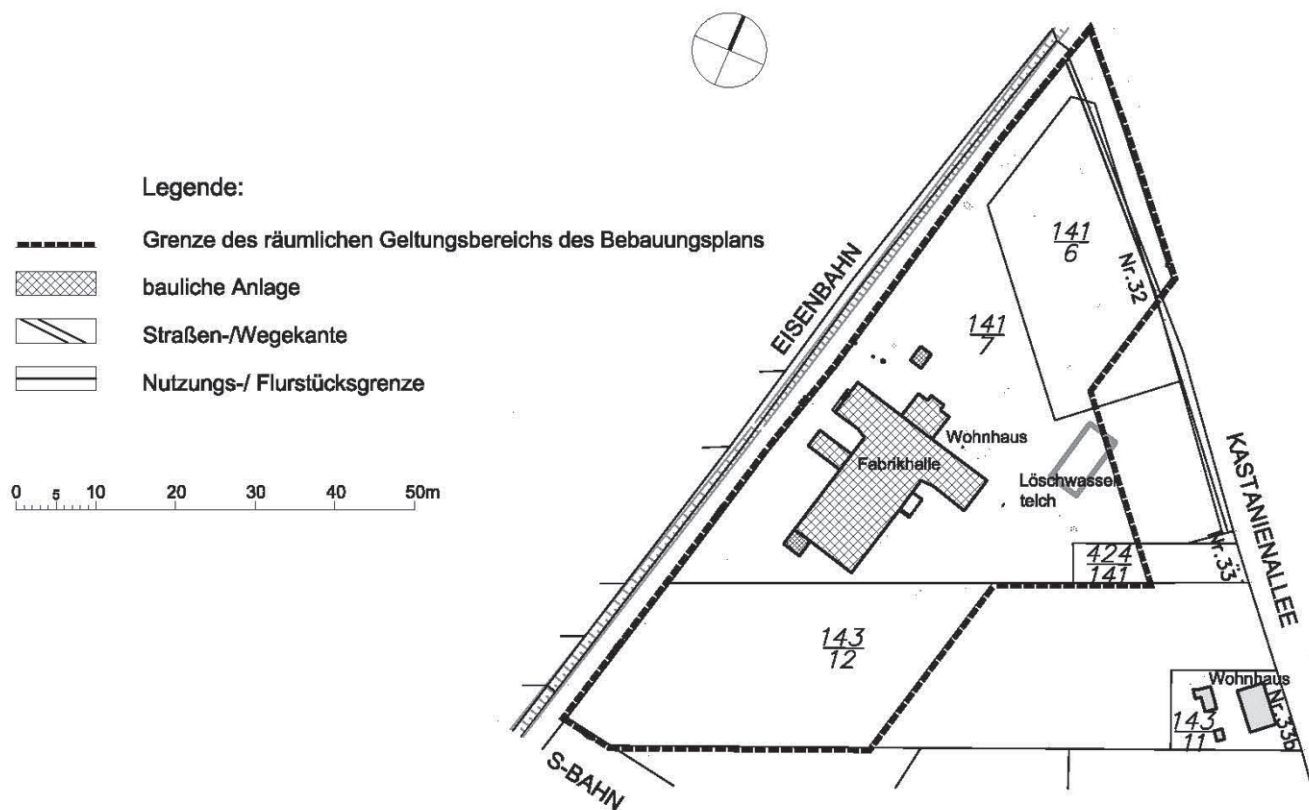 Legende:
Grenze des räumlichen Geltungsbereichs des Bebauungsplans
bauliche Anlage
Straßen-/Wegekante
Nutzungs-/ Flurstücksgrenze
0 5 10 20 30 40 50m
EISENBAHN
141
6
Nr.32
141
7
Wohnhaus
Fabrikhalle
Löschwasser
teich
KASTANIENALLEE
424
141
Nr.33
143
12
Wohnhaus
143
11
Nr.33b
S-BAHN